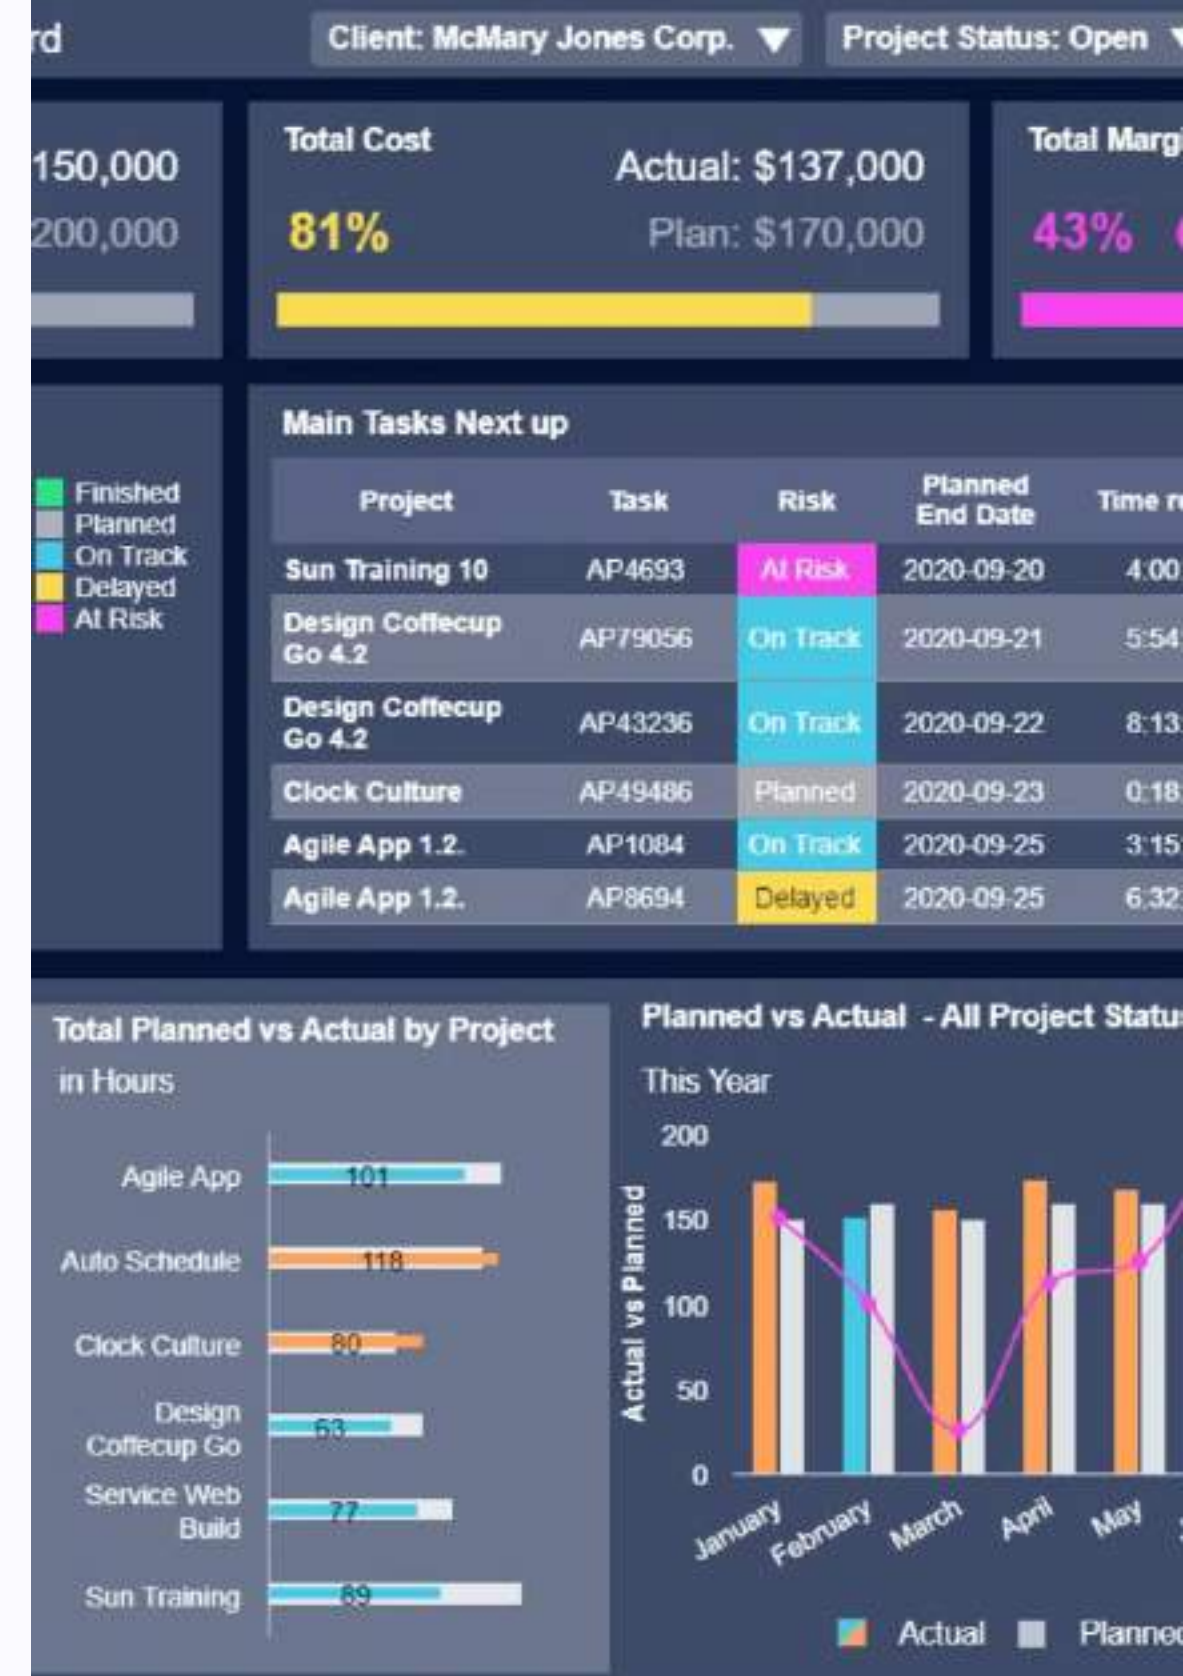 rd
Client: McMary Jones Corp.
Project Status: Open
150,000
200,000
Total Cost
81%
Actual: $137,000
Plan: $170,000
Total Margi
43%
Finished
Planned
On Track
Delayed
At Risk
Main Tasks Next up
Project Task Risk Planned End Date Time re
Sun Training 10 AP4693 At Risk 2020-09-20 4:00:
Design Coffecup
Go 4.2 AP79056 On Track 2020-09-21 5:54:
Design Coffecup
Go 4.2 AP43236 On Track 2020-09-22 8:13:
Clock Culture AP49486 Planned 2020-09-23 0:18:
Agile App 1.2. AP1084 On Track 2020-09-25 3:15:
Agile App 1.2. AP8694 Delayed 2020-09-25 6:32:
Total Planned vs Actual by Project
in Hours
Agile App 101
Auto Schedule 118
Clock Culture 80
Design
Coffecup Go 63
Service Web
Build 77
Sun Training 89
Planned vs Actual - All Project Status
This Year
Actual vs Planned
200
150
100
50
0
January February March April May
Actual Planned